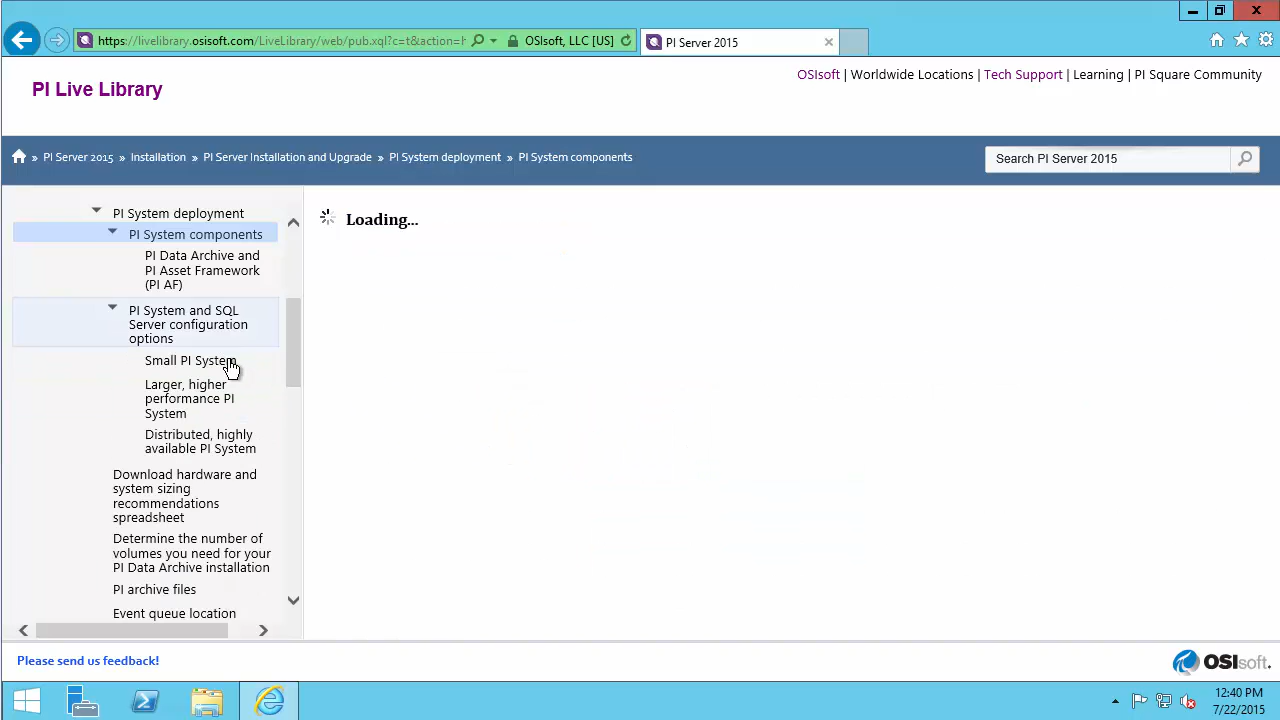 https://livelibrary.osisoft.com/LiveLibrary/web/pub.xql?c=t&action=h
OSIsoft, LLC [US]
PI Server 2015
OSIsoft | Worldwide Locations | Tech Support | Learning | PI Square Community
PI Live Library
» PI Server 2015 » Installation » PI Server Installation and Upgrade » PI System deployment » PI System components
Search PI Server 2015
PI System deployment
PI System components
PI Data Archive and
PI Asset Framework
(PI AF)
PI System and SQL
Server configuration
options
Small PI System
Larger, higher
performance PI
System
Distributed, highly
available PI System
Download hardware and
system sizing
recommendations
spreadsheet
Determine the number of
volumes you need for your
PI Data Archive installation
PI archive files
Event queue location
Loading...
Please send us feedback!
OSIsoft.
12:40 PM
7/22/2015